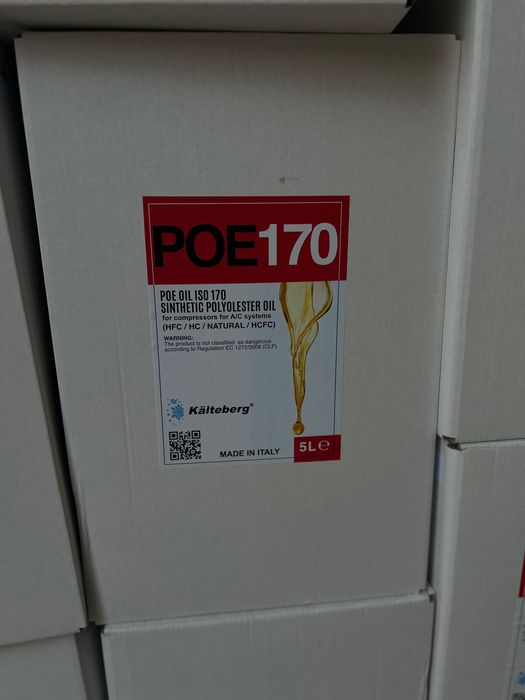 POE170
POE OIL ISO 170
SINTHETIC POLYOLESTER OIL
for compressors for A/C systems
(HFC / HC / NATURAL / HCFC)
WARNING:
The product is not classified as dangerous
according to Regulation EC 1272/2008 (CLP)
Kälteberg®
MADE IN ITALY
5L℮